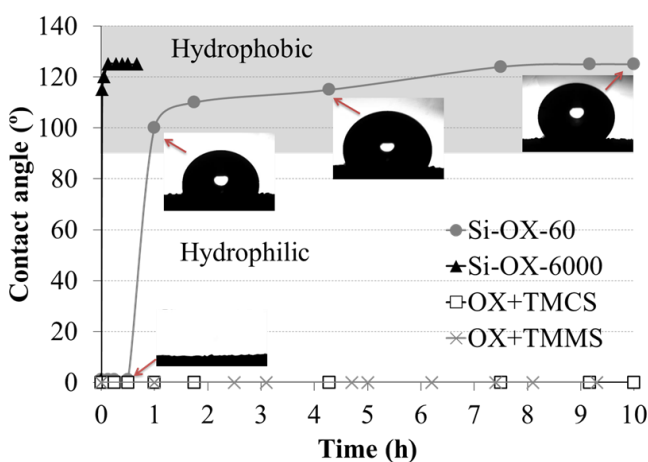 140
120
100
80
60
40
20
0
Contact angle (º)
Hydrophobic
Hydrophilic
Si-OX-60
Si-OX-6000
OX+TMCS
OX+TMMS
0 1 2 3 4 5 6 7 8 9 10
Time (h)